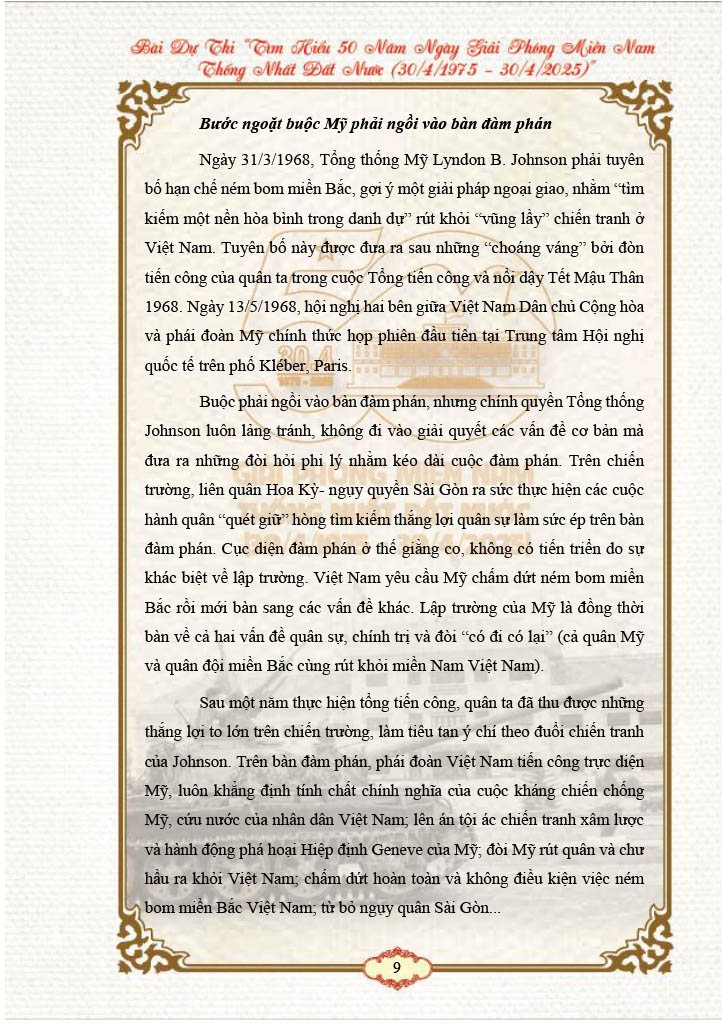 Bài Dự Thi “Tìm Hiểu 50 Năm Ngày Giải Phóng Miền Nam
Thống Nhất Đất Nước (30/4/1975 – 30/4/2025)”
Bước ngoặt buộc Mỹ phải ngồi vào bàn đàm phán
Ngày 31/3/1968, Tổng thống Mỹ Lyndon B. Johnson phải tuyên
bố hạn chế ném bom miền Bắc, gợi ý một giải pháp ngoại giao, nhằm “tìm
kiếm một nền hòa bình trong danh dự” rút khỏi “vũng lầy” chiến tranh ở
Việt Nam. Tuyên bố này được đưa ra sau những “choáng váng” bởi đòn
tiến công của quân ta trong cuộc Tổng tiến công và nổi dậy Tết Mậu Thân
1968. Ngày 13/5/1968, hội nghị hai bên giữa Việt Nam Dân chủ Cộng hòa
và phái đoàn Mỹ chính thức họp phiên đầu tiên tại Trung tâm Hội nghị
quốc tế trên phố Kléber, Paris.
Buộc phải ngồi vào bàn đàm phán, nhưng chính quyền Tổng thống
Johnson luôn lảng tránh, không đi vào giải quyết các vấn đề cơ bản mà
đưa ra những đòi hỏi phi lý nhằm kéo dài cuộc đàm phán. Trên chiến
trường, liên quân Hoa Kỳ- ngụy quyền Sài Gòn ra sức thực hiện các cuộc
hành quân “quét giữ” hòng tìm kiếm thắng lợi quân sự làm sức ép trên bàn
đàm phán. Cục diện đàm phán ở thế giằng co, không có tiến triển do sự
khác biệt về lập trường. Việt Nam yêu cầu Mỹ chấm dứt ném bom miền
Bắc rồi mới bàn sang các vấn đề khác. Lập trường của Mỹ là đồng thời
bàn về cả hai vấn đề quân sự, chính trị và đòi “có đi có lại” (cả quân Mỹ
và quân đội miền Bắc cùng rút khỏi miền Nam Việt Nam).
Sau một năm thực hiện tổng tiến công, quân ta đã thu được những
thắng lợi to lớn trên chiến trường, làm tiêu tan ý chí theo đuổi chiến tranh
của Johnson. Trên bàn đàm phán, phái đoàn Việt Nam tiến công trực diện
Mỹ, luôn khẳng định tính chất chính nghĩa của cuộc kháng chiến chống
Mỹ, cứu nước của nhân dân Việt Nam; lên án tội ác chiến tranh xâm lược
và hành động phá hoại Hiệp định Geneve của Mỹ; đòi Mỹ rút quân và chư
hầu ra khỏi Việt Nam; chấm dứt hoàn toàn và không điều kiện việc ném
bom miền Bắc Việt Nam; từ bỏ ngụy quân Sài Gòn...
50
30.4
1975 - 2025
GIẢI PHÓNG MIỀN NAM
THỐNG NHẤT ĐẤT NƯỚC
(30/4/1975 - 30/4/2025)
9